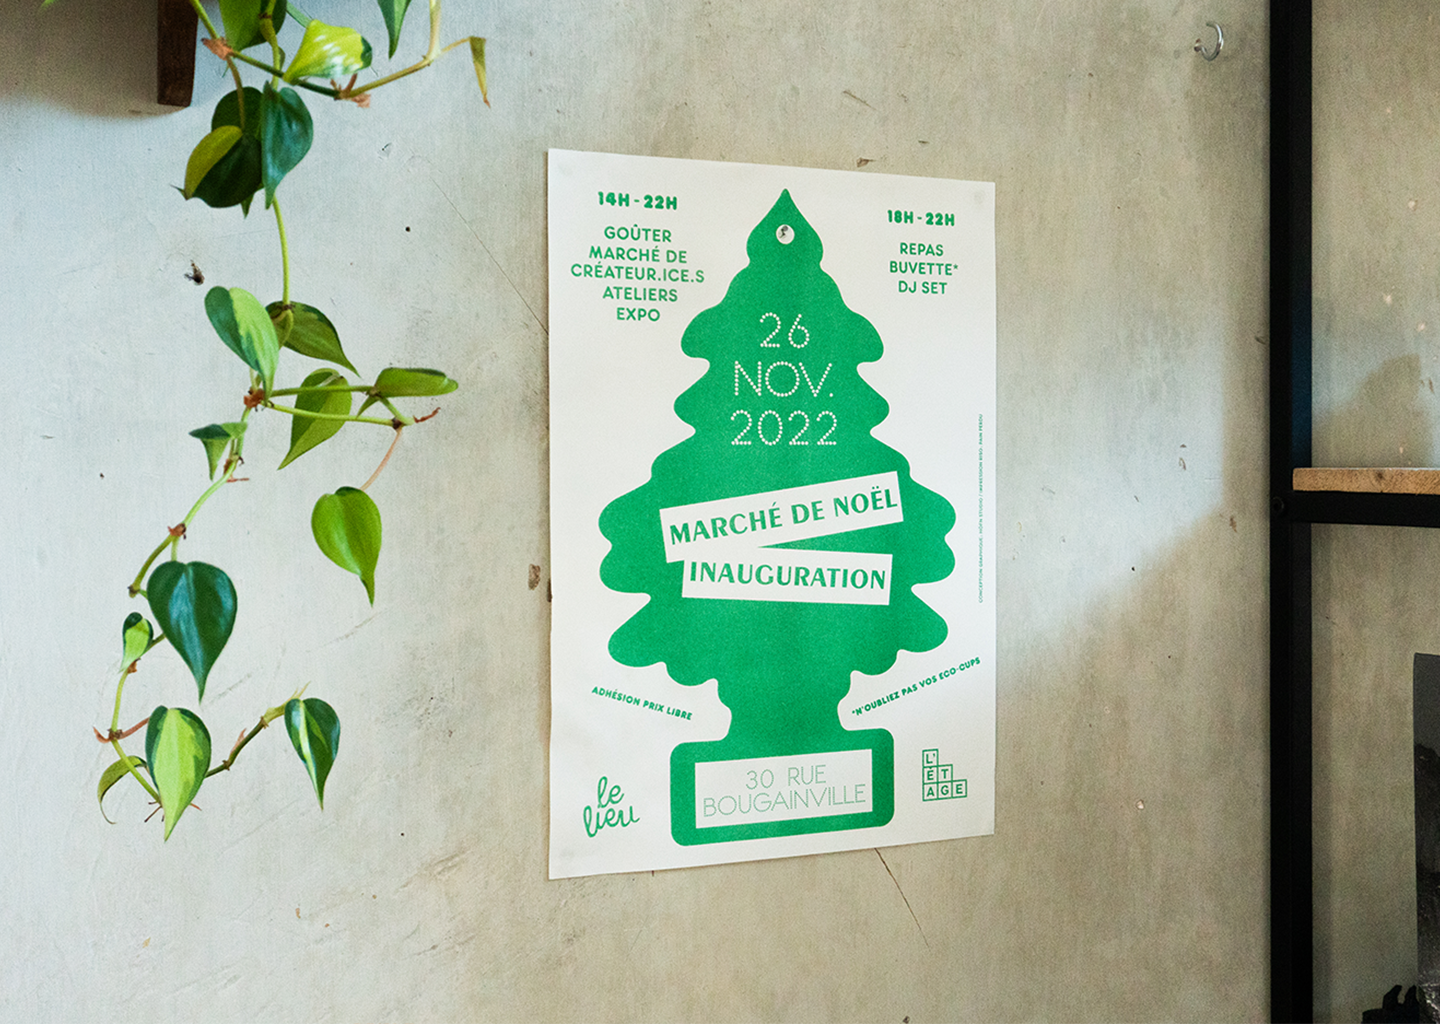 14H - 22H
GOÛTER
MARCHÉ DE
CRÉATEUR.ICE.S
ATELIERS
EXPO
18H - 22H
REPAS
BUVETTE*
DJ SET
26
NOV.
2022
MARCHÉ DE NOËL
INAUGURATION
ADHÉSION PRIX LIBRE
*N'OUBLIEZ PAS VOS ECO-CUPS
30 RUE
BOUGAINVILLE
le
lieu
L'
ÉT
AGE